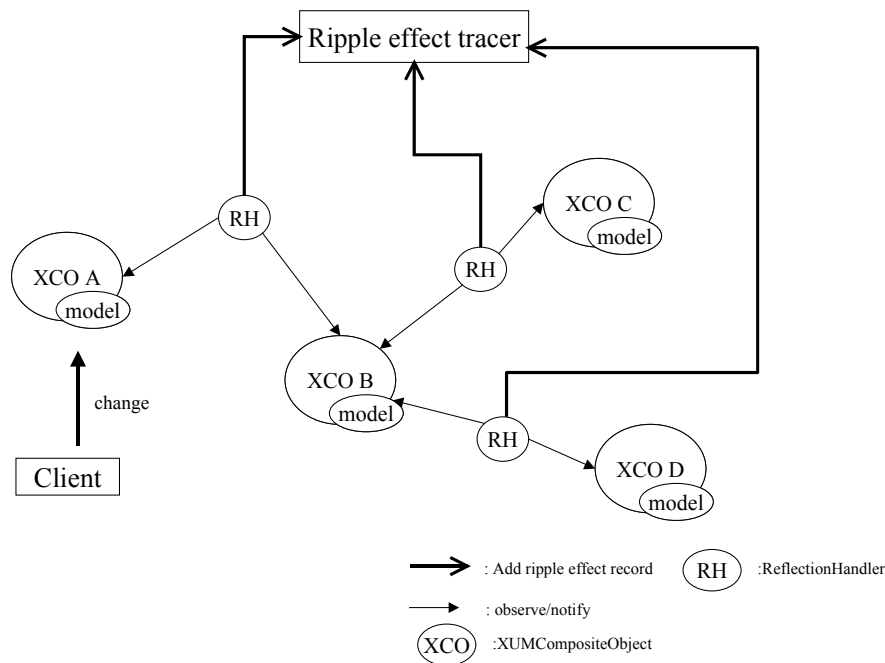 Ripple effect tracer
RH
XCO C
model
RH
XCO A
model
XCO B
model
change
RH
Client
XCO D
model
: Add ripple effect record
RH
:ReflectionHandler
: observe/notify
XCO
:XUMCompositeObject